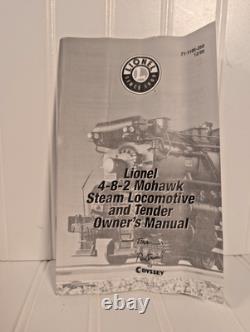 LIONEL
L
Lionel
4-8-2 Mohawk
Steam Locomotive
and Tender
Owner's Manual
ODYSSEY